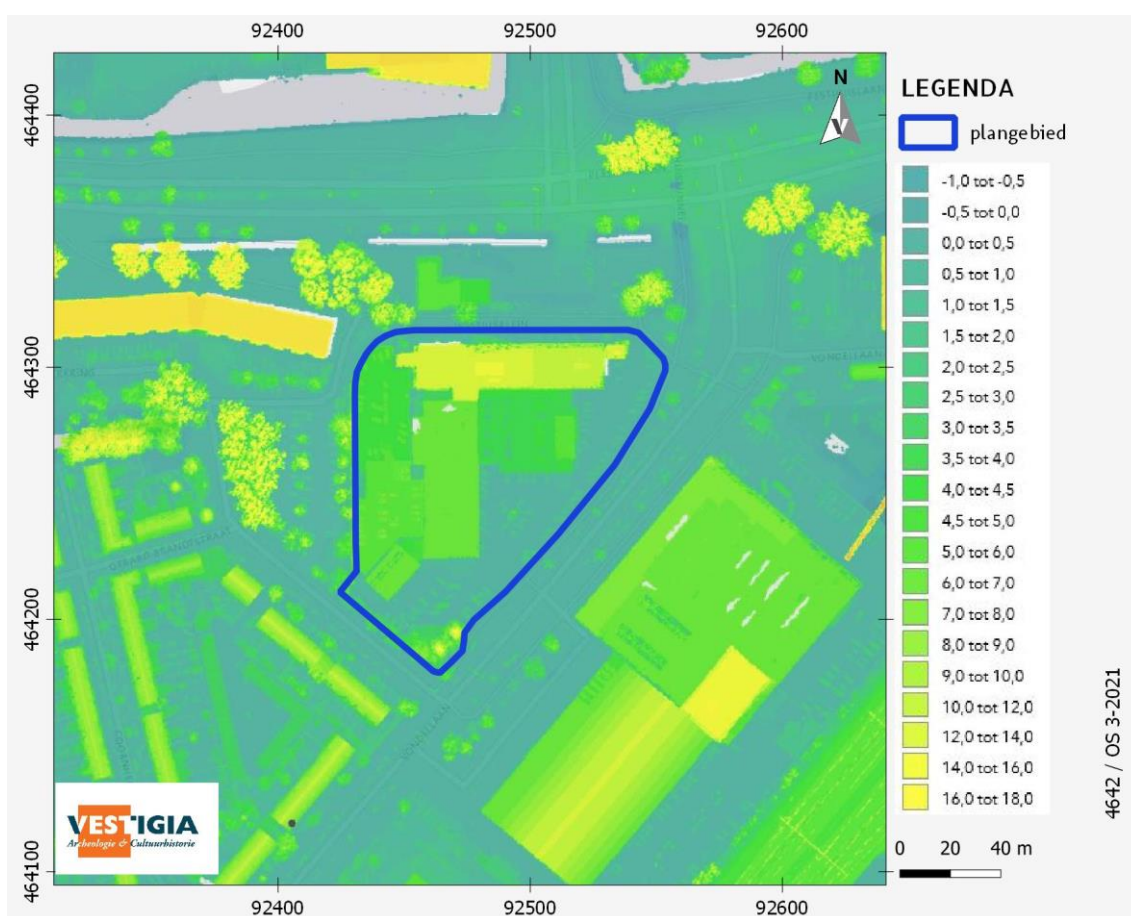 92400 92500 92600
464400
464300
464200
464100
N
V
LEGENDA
plangebied
-1,0 tot -0,5
-0,5 tot 0,0
0,0 tot 0,5
0,5 tot 1,0
1,0 tot 1,5
1,5 tot 2,0
2,0 tot 2,5
2,5 tot 3,0
3,0 tot 3,5
3,5 tot 4,0
4,0 tot 4,5
4,5 tot 5,0
5,0 tot 6,0
6,0 tot 7,0
7,0 tot 8,0
8,0 tot 9,0
9,0 tot 10,0
10,0 tot 12,0
12,0 tot 14,0
14,0 tot 16,0
16,0 tot 18,0
0 20 40 m
4642 / OS 3-2021
VONDELLAAN
VONDELLAAN
VESTIGIA
Archeologie & Cultuurhistorie
92400 92500 92600